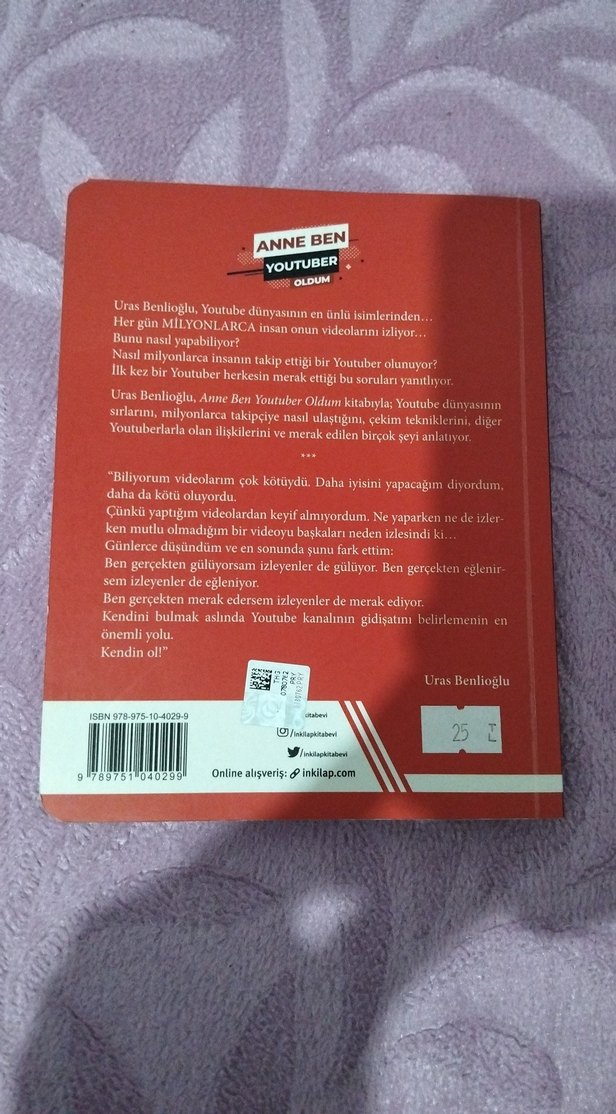 ANNE BEN
YOUTUBER
OLDUM
Uras Benlioğlu, Youtube dünyasının en ünlü isimlerinden…
Her gün MİLYONLARCA insan onun videolarını izliyor…
Bunu nasıl yapabiliyor?
Nasıl milyonlarca insanın takip ettiği bir Youtuber olunuyor?
İlk kez bir Youtuber herkesin merak ettiği bu soruları yanıtlıyor.
Uras Benlioğlu, Anne Ben Youtuber Oldum kitabıyla; Youtube dünyasının
sırlarını, milyonlarca takipçiye nasıl ulaştığını, çekim tekniklerini, diğer
Youtuberlarla olan ilişkilerini ve merak edilen birçok şeyi anlatıyor.
***
“Biliyorum videolarım çok kötüydü. Daha iyisini yapacağım diyordum,
daha da kötü oluyordu.
Çünkü yaptığım videolardan keyif almıyordum. Ne yaparken ne de izler-
ken mutlu olmadığım bir videoyu başkaları neden izlesindi ki…
Günlerce düşündüm ve en sonunda şunu fark ettim:
Ben gerçekten gülüyorsam izleyenler de gülüyor. Ben gerçekten eğlenir-
sem izleyenler de eğleniyor.
Ben gerçekten merak edersem izleyenler de merak ediyor.
Kendini bulmak aslında Youtube kanalının gidişatını belirlemenin en
önemli yolu.
Kendin ol!”
Uras Benlioğlu
ISBN 978-975-10-4029-9
9 789751 040299
kitabevi
/inkilapkitabevi
/inkilapkitabevi
Online alışveriş: inkilap.com
25 TL